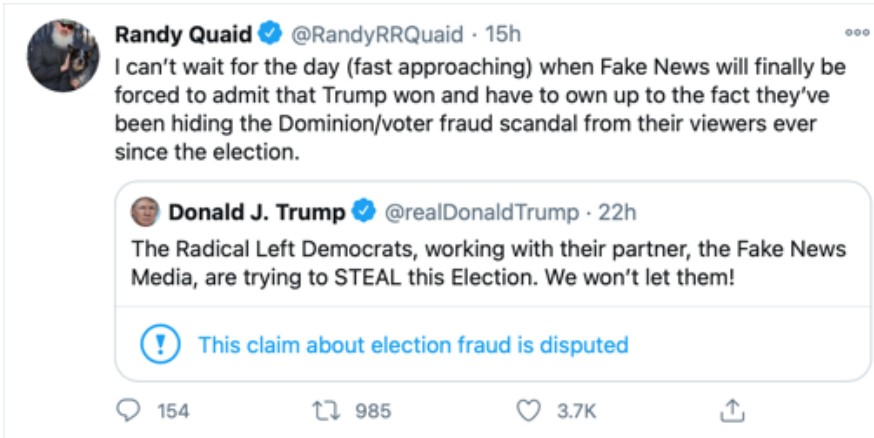 Randy Quaid @RandyRRQuaid · 15h
I can't wait for the day (fast approaching) when Fake News will finally be
forced to admit that Trump won and have to own up to the fact they've
been hiding the Dominion/voter fraud scandal from their viewers ever
since the election.
Donald J. Trump @realDonaldTrump · 22h
The Radical Left Democrats, working with their partner, the Fake News
Media, are trying to STEAL this Election. We won't let them!
This claim about election fraud is disputed
154 985 3.7K